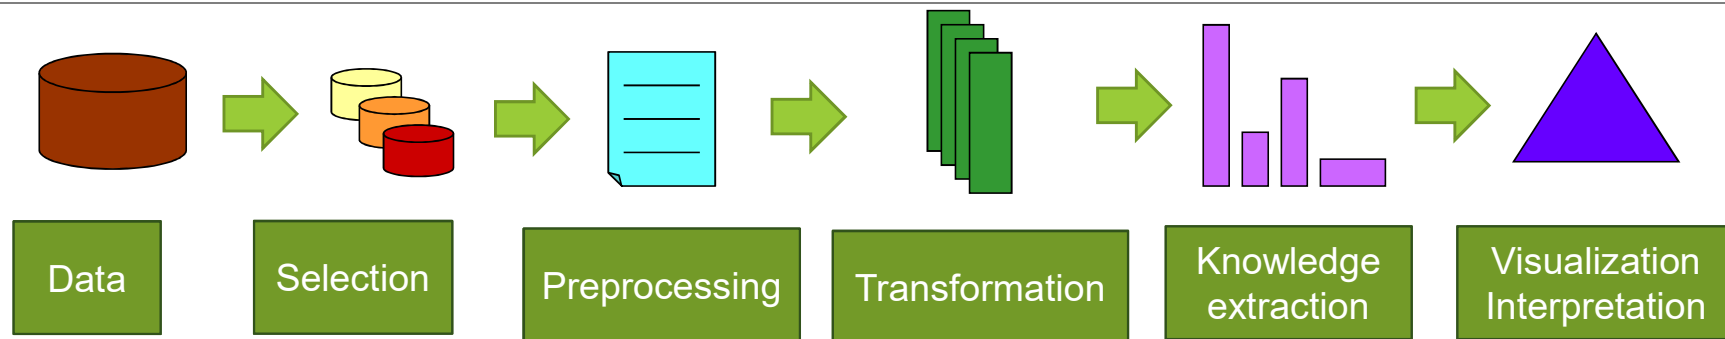 Data
Selection
Preprocessing
Transformation
Knowledge
extraction
Visualization
Interpretation